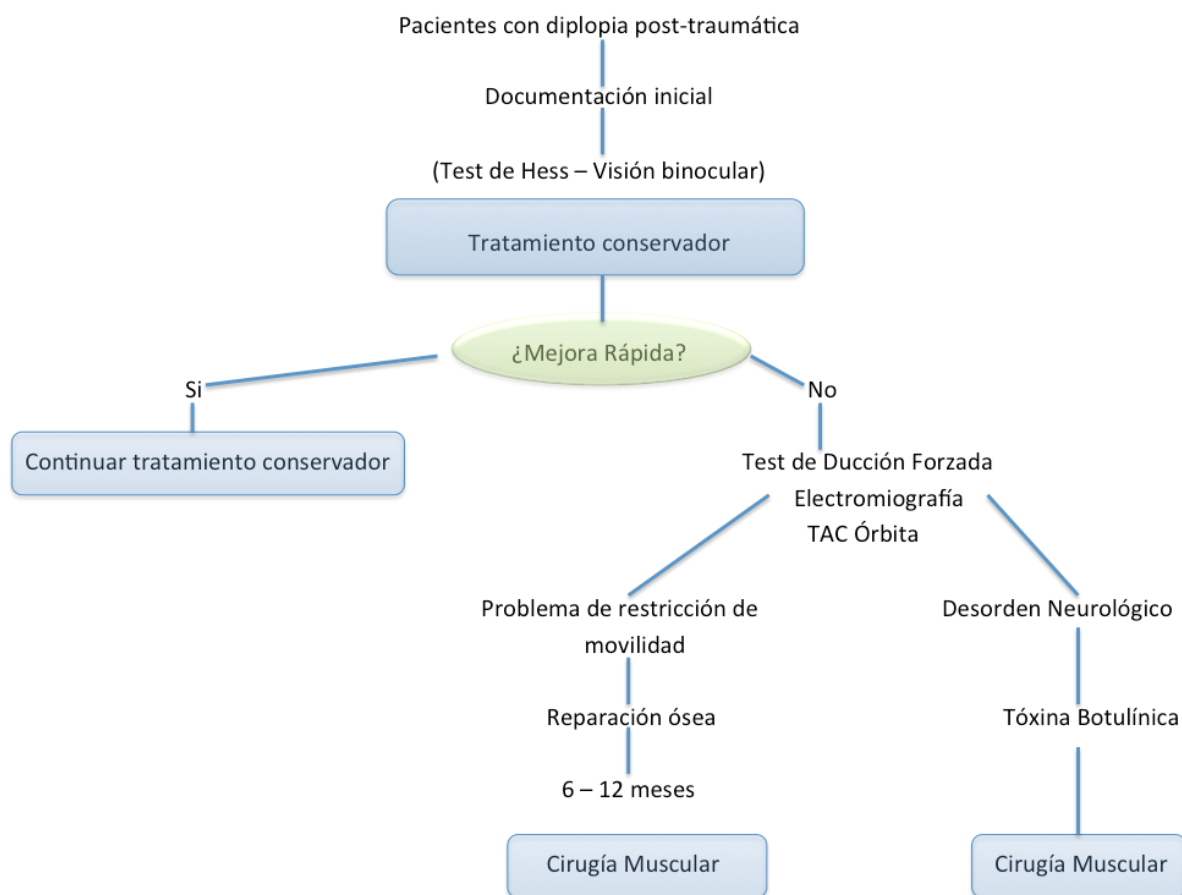 Pacientes con diplopia post-traumática
Documentación inicial
(Test de Hess – Visión binocular)
Tratamiento conservador
¿Mejora Rápida?
Si
No
Continuar tratamiento conservador
Test de Ducción Forzada
Electromiografía
TAC Órbita
Problema de restricción de
movilidad
Desorden Neurológico
Reparación ósea
Tóxina Botulínica
6 – 12 meses
Cirugía Muscular
Cirugía Muscular